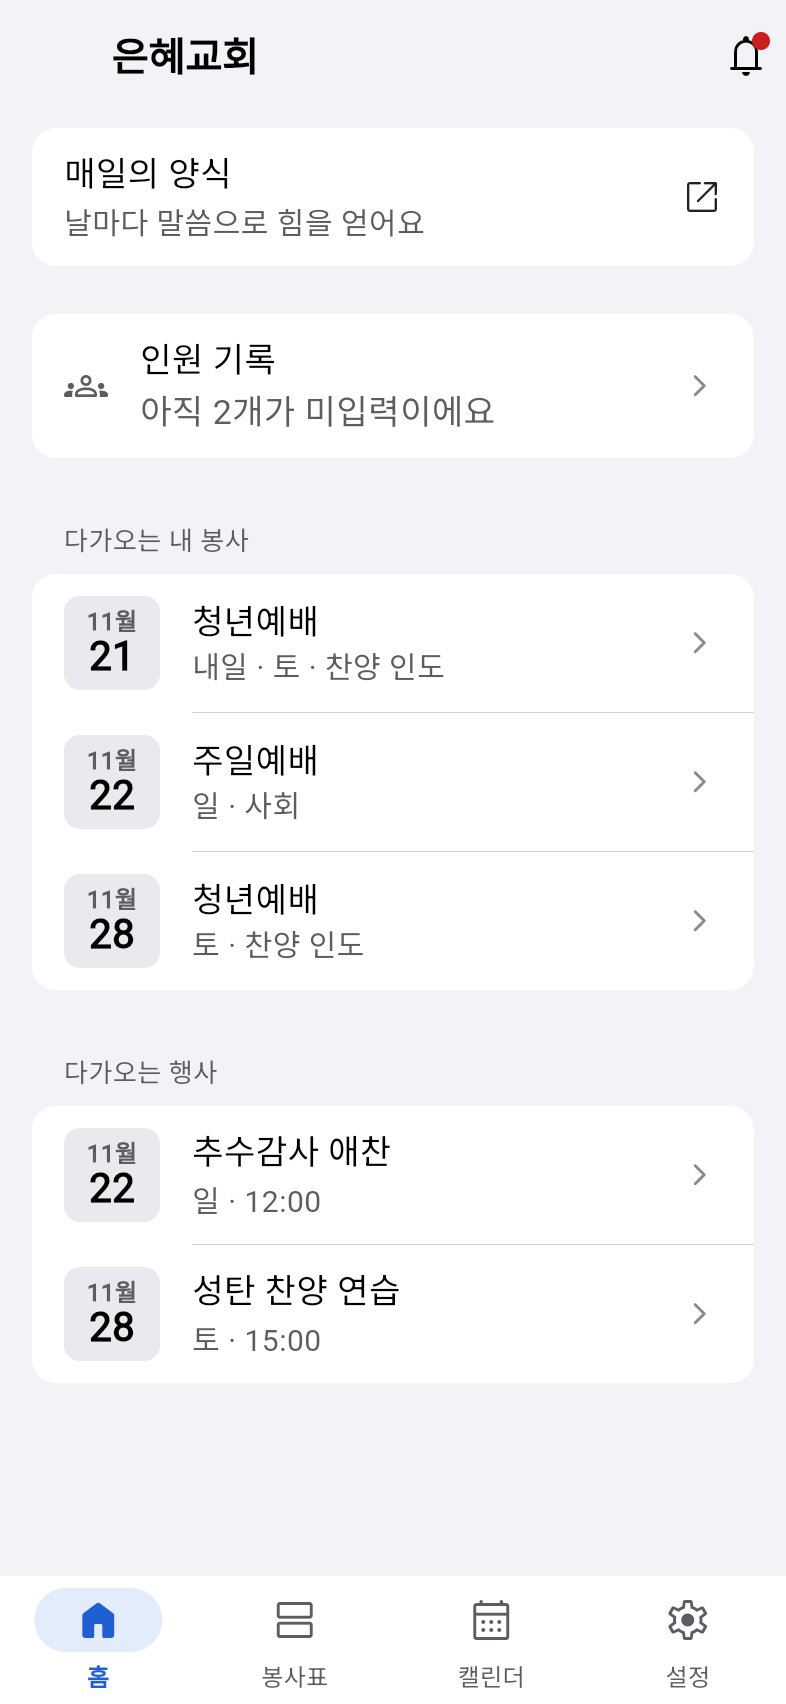 은혜교회
매일의 양식
날마다 말씀으로 힘을 얻어요
인원 기록
아직 2개가 미입력이에요
다가오는 내 봉사
11월
21
청년예배
내일 · 토 · 찬양 인도
11월
22
주일예배
일 · 사회
11월
28
청년예배
토 · 찬양 인도
다가오는 행사
11월
22
추수감사 애찬
일 · 12:00
11월
28
성탄 찬양 연습
토 · 15:00
홈
봉사표
캘린더
설정